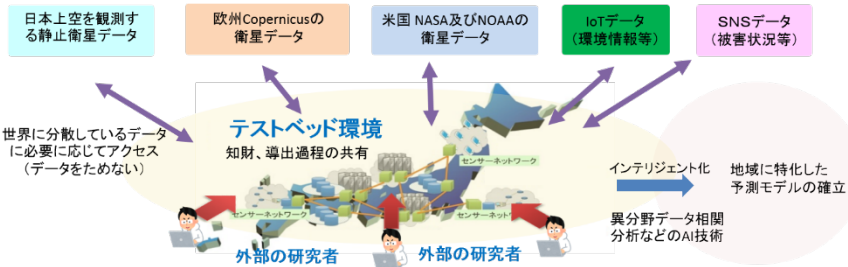 日本上空を観測す
る静止衛星データ
欧州Copernicusの
衛星データ
米国 NASA及びNOAAの
衛星データ
IoTデータ
（環境情報等）
SNSデータ
（被害状況等）
世界に分散しているデータ
に必要に応じてアクセス
（データをためない）
テストベッド環境
知財、導出過程の共有
センサーネットワーク
センサーネットワーク
センサーネットワーク
外部の研究者
外部の研究者
インテリジェント化
異分野データ相関
分析などのAI技術
地域に特化した
予測モデルの確立